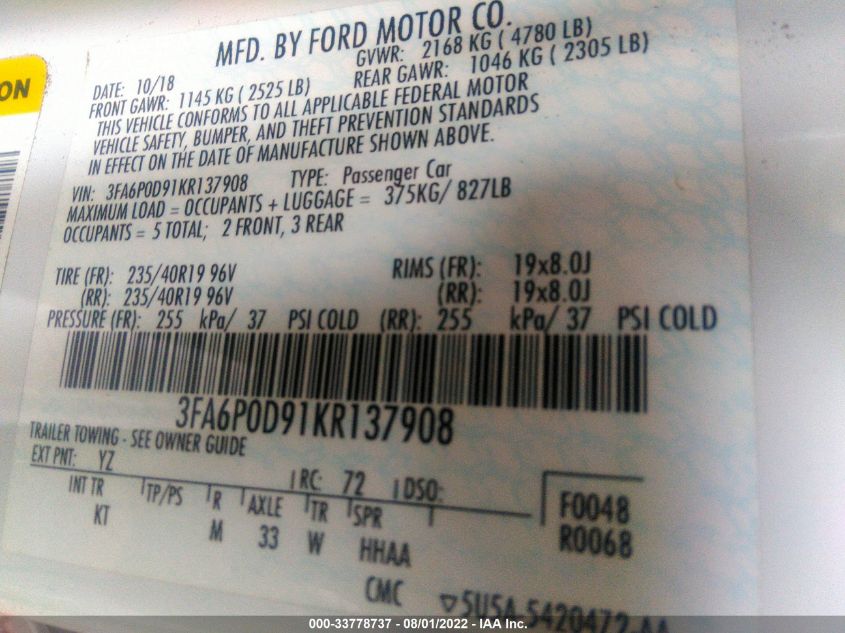 ON
MFD. BY FORD MOTOR CO.
DATE: 10/18 GVWR: 2168 KG ( 4780 LB)
FRONT GAWR: 1145 KG ( 2525 LB) REAR GAWR: 1046 KG ( 2305 LB)
THIS VEHICLE CONFORMS TO ALL APPLICABLE FEDERAL MOTOR
VEHICLE SAFETY, BUMPER, AND THEFT PREVENTION STANDARDS
IN EFFECT ON THE DATE OF MANUFACTURE SHOWN ABOVE.
VIN: 3FA6P0D91KR137908 TYPE: Passenger Car
MAXIMUM LOAD = OCCUPANTS + LUGGAGE = 375KG/ 827LB
OCCUPANTS = 5 TOTAL; 2 FRONT, 3 REAR
TIRE (FR): 235/40R19 96V RIMS (FR): 19x8.0J
(RR): 235/40R19 96V (RR): 19x8.0J
PRESSURE (FR): 255 kPa/ 37 PSI COLD (RR): 255 kPa/ 37 PSI COLD
3FA6P0D91KR137908
TRAILER TOWING - SEE OWNER GUIDE
EXT PNT: YZ RC: 72 DSO:
INT TR TP/PS R AXLE TR SPR F0048
KT M 33 W HHAA R0068
CMC
▽5U5A-5420472-AA
000-33778737 - 08/01/2022 - IAA Inc.